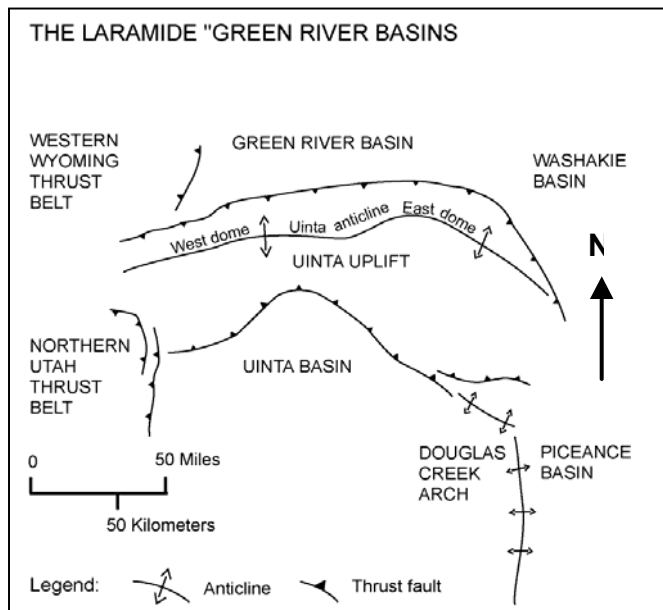 THE LARAMIDE "GREEN RIVER BASINS
WESTERN
WYOMING
THRUST
BELT
GREEN RIVER BASIN
WASHAKIE
BASIN
West dome
Uinta anticline
East dome
N
UINTA UPLIFT
NORTHERN
UTAH
THRUST
BELT
UINTA BASIN
DOUGLAS
CREEK
ARCH
PICEANCE
BASIN
0
50 Miles
50 Kilometers
Legend:
Anticline
Thrust fault